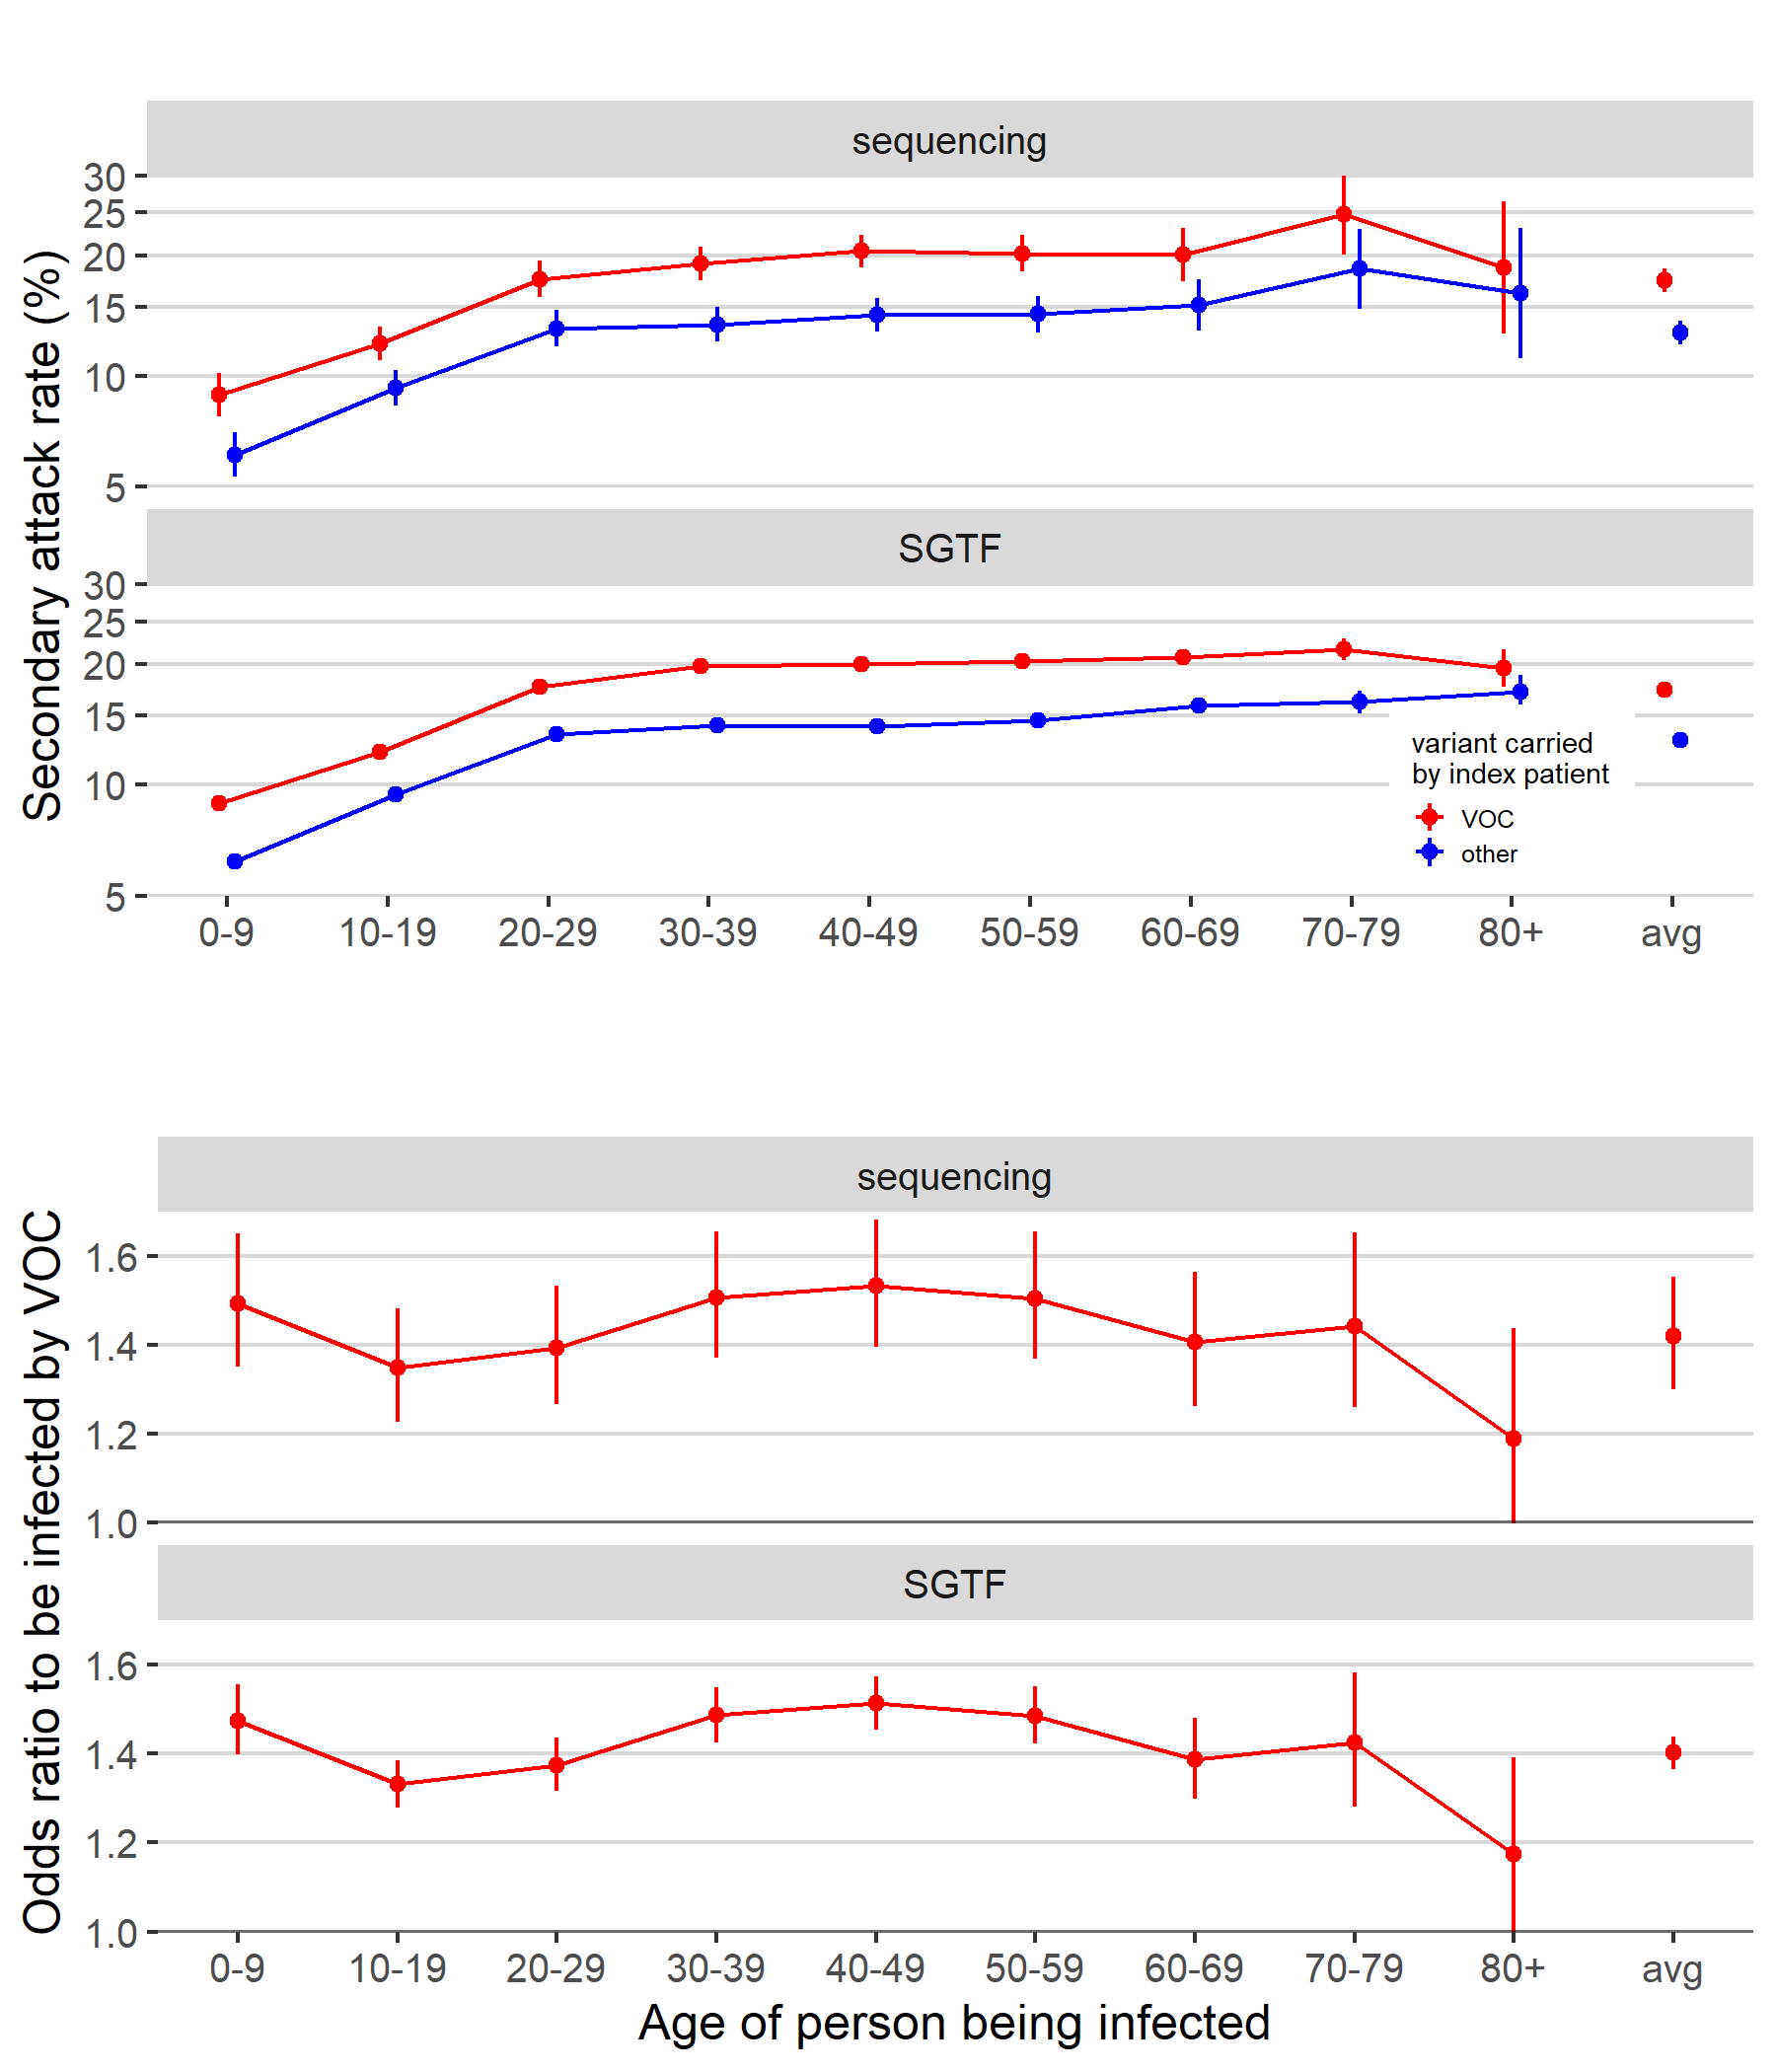 sequencing
30
25
20
15
10
5
Secondary attack rate (%)
SGTF
30
25
20
15
10
5
variant carried
by index patient
VOC
other
0-9 10-19 20-29 30-39 40-49 50-59 60-69 70-79 80+ avg
sequencing
1.6
1.4
1.2
1.0
Odds ratio to be infected by VOC
SGTF
1.6
1.4
1.2
1.0
0-9 10-19 20-29 30-39 40-49 50-59 60-69 70-79 80+ avg
Age of person being infected